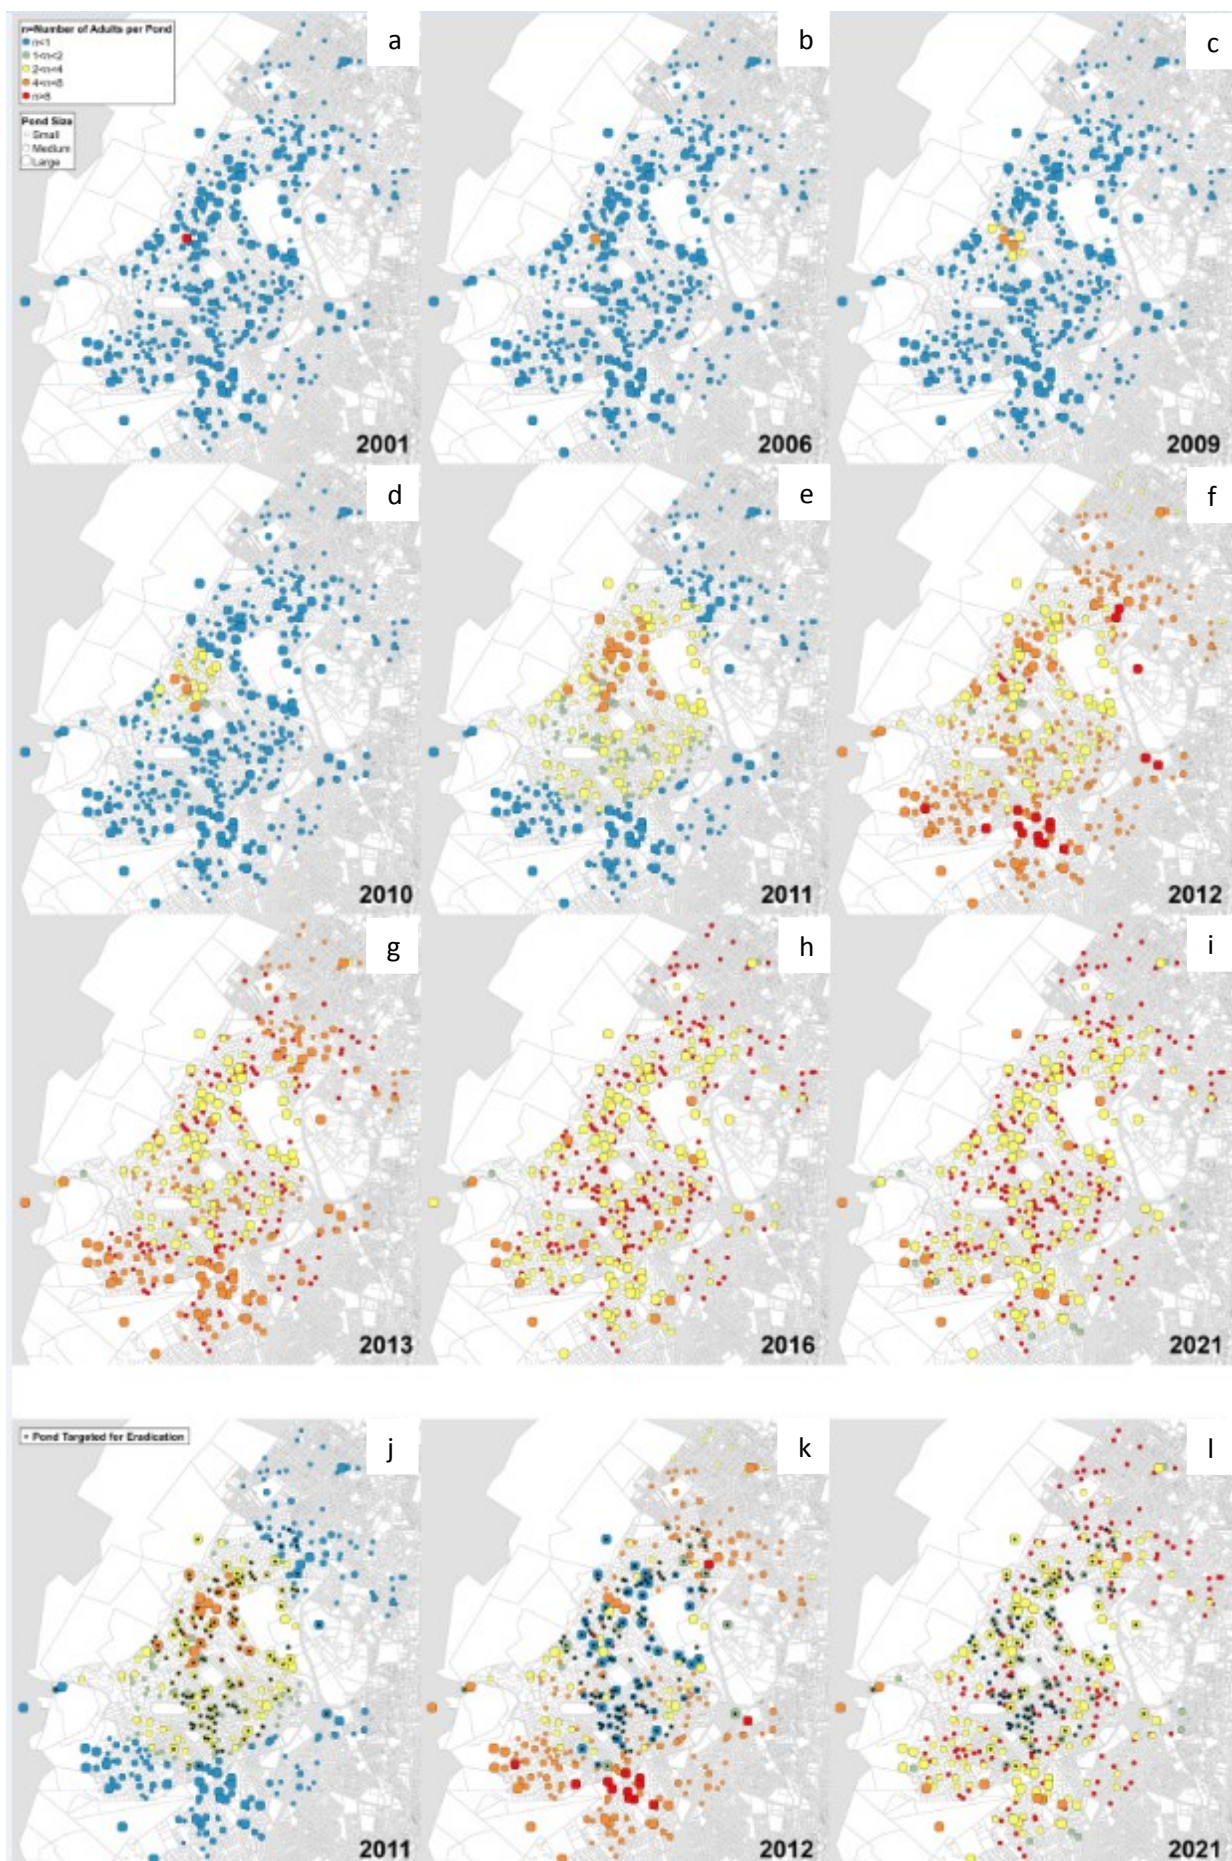 n=Number of Adults per Pond
n<1
1<n<2
2<n<4
4<n<8
n>8
Pond Size
Small
Medium
Large
a
b
c
2001
2006
2009
d
e
f
2010
2011
2012
g
h
i
2013
2016
2021
Pond Targeted for Eradication
j
k
l
2011
2012
2021